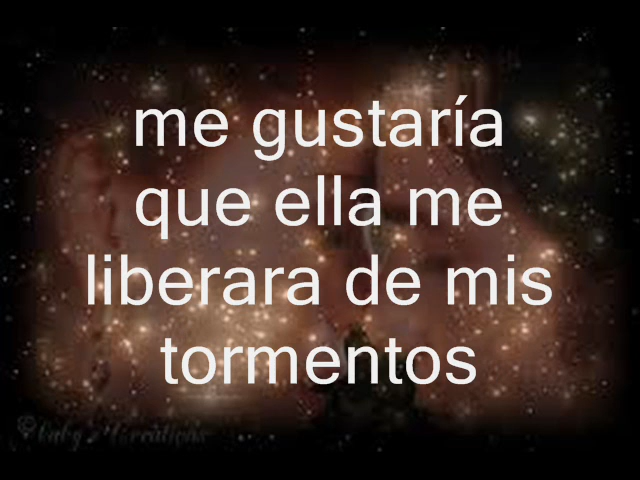 me gustaría
que ella me
liberara de mis
tormentos